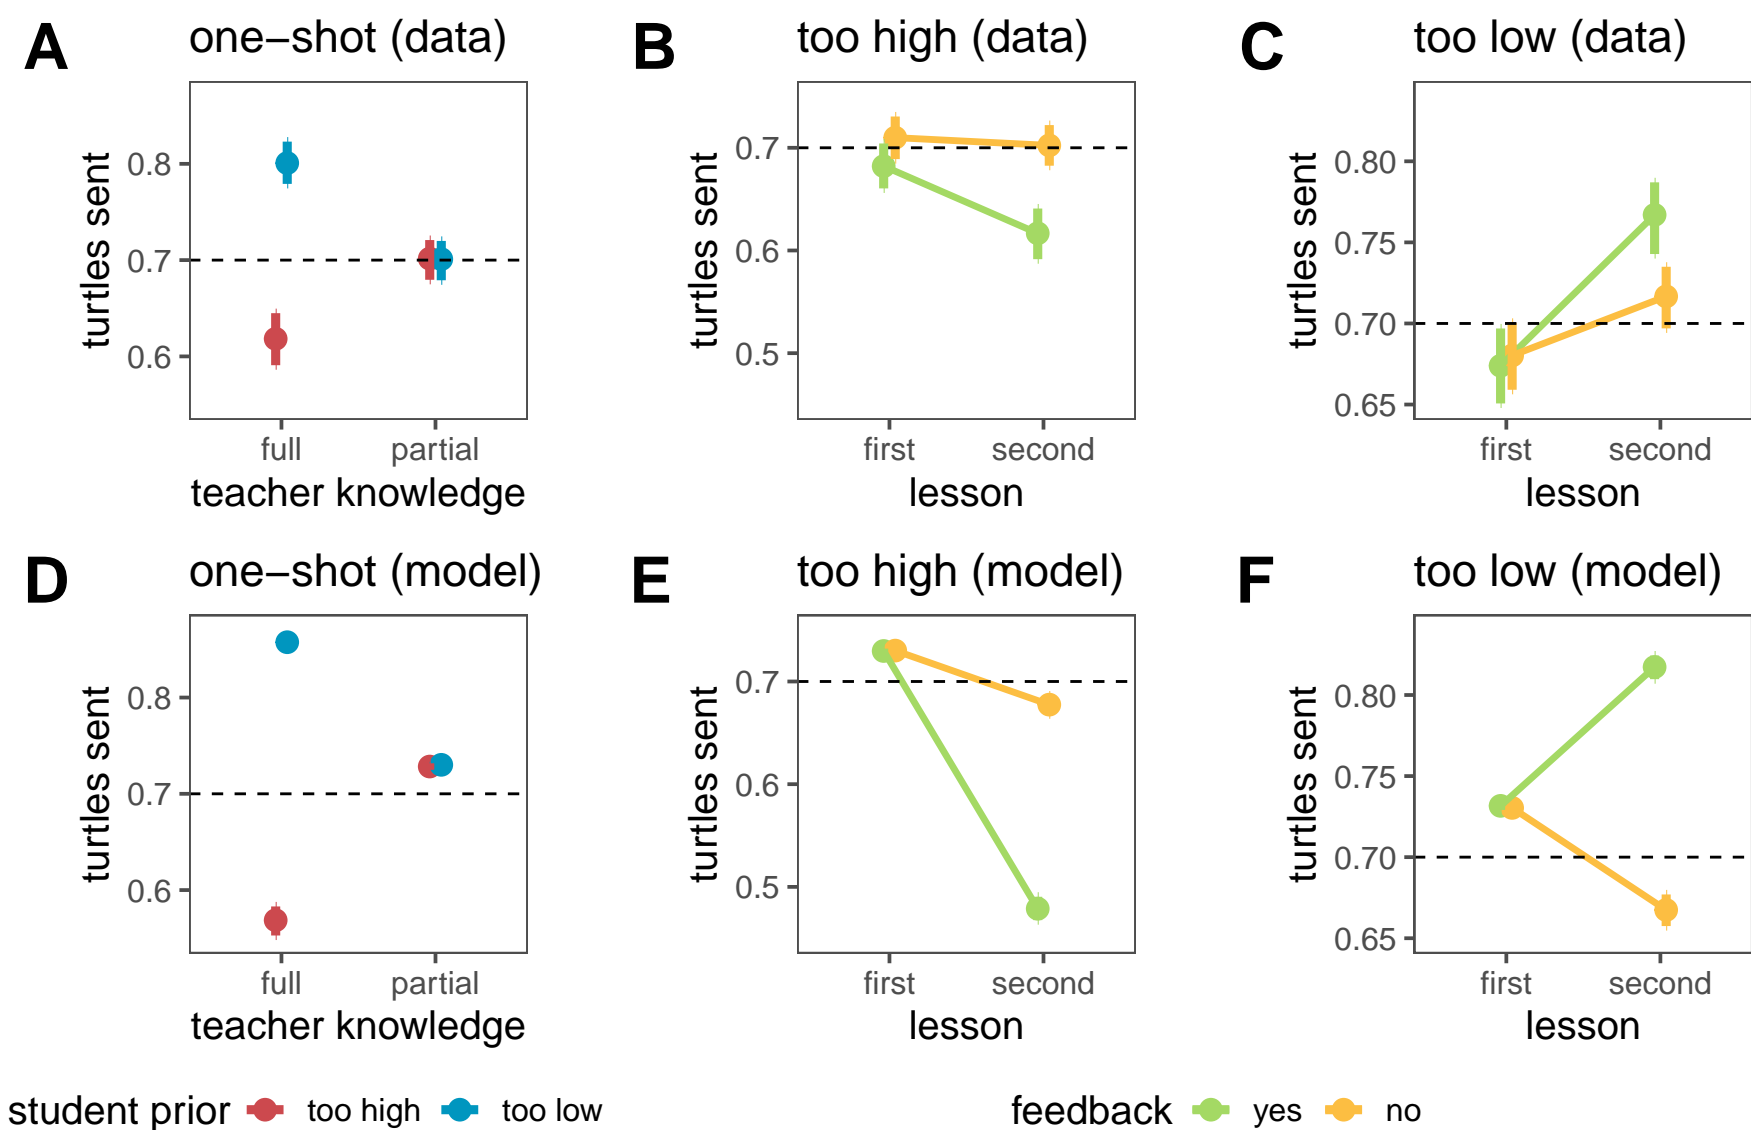 A one−shot (data)
turtles sent
0.8
0.7
0.6
full partial
teacher knowledge
B too high (data)
turtles sent
0.7
0.6
0.5
first second
lesson
C too low (data)
turtles sent
0.80
0.75
0.70
0.65
first second
lesson
D one−shot (model)
turtles sent
0.8
0.7
0.6
full partial
teacher knowledge
E too high (model)
turtles sent
0.7
0.6
0.5
first second
lesson
F too low (model)
turtles sent
0.80
0.75
0.70
0.65
first second
lesson
student prior too high too low
feedback yes no